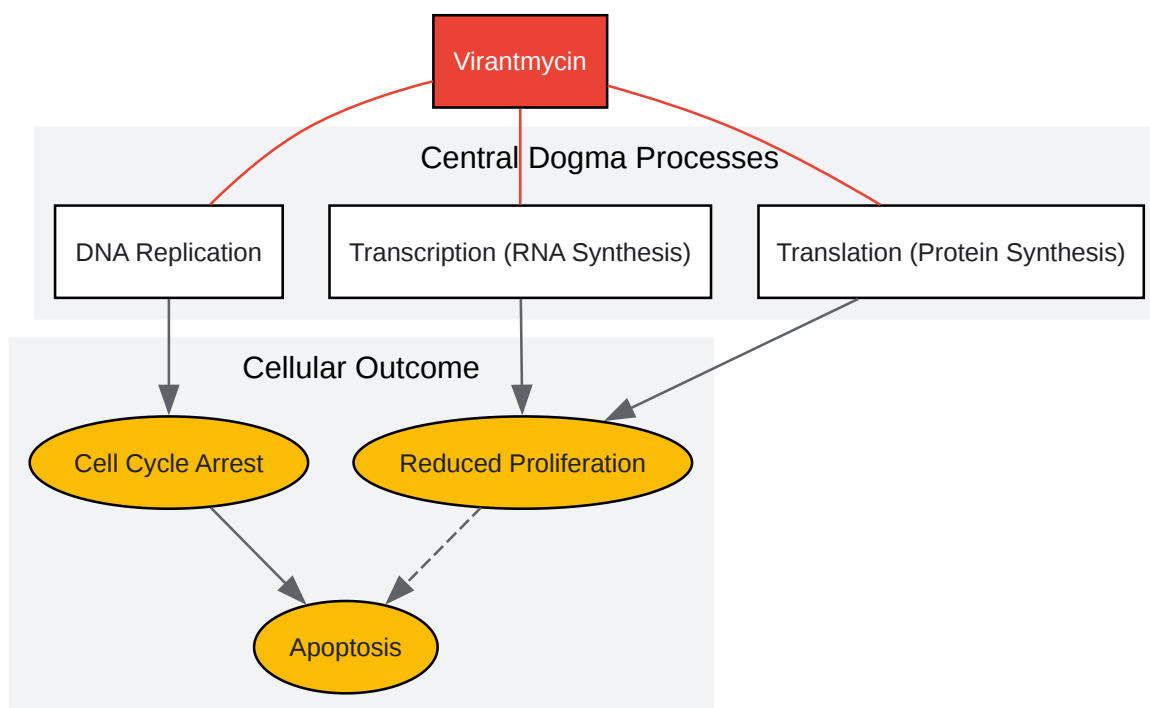 Virantmycin
Central Dogma Processes
DNA Replication
Transcription (RNA Synthesis)
Translation (Protein Synthesis)
Cellular Outcome
Cell Cycle Arrest
Reduced Proliferation
Apoptosis